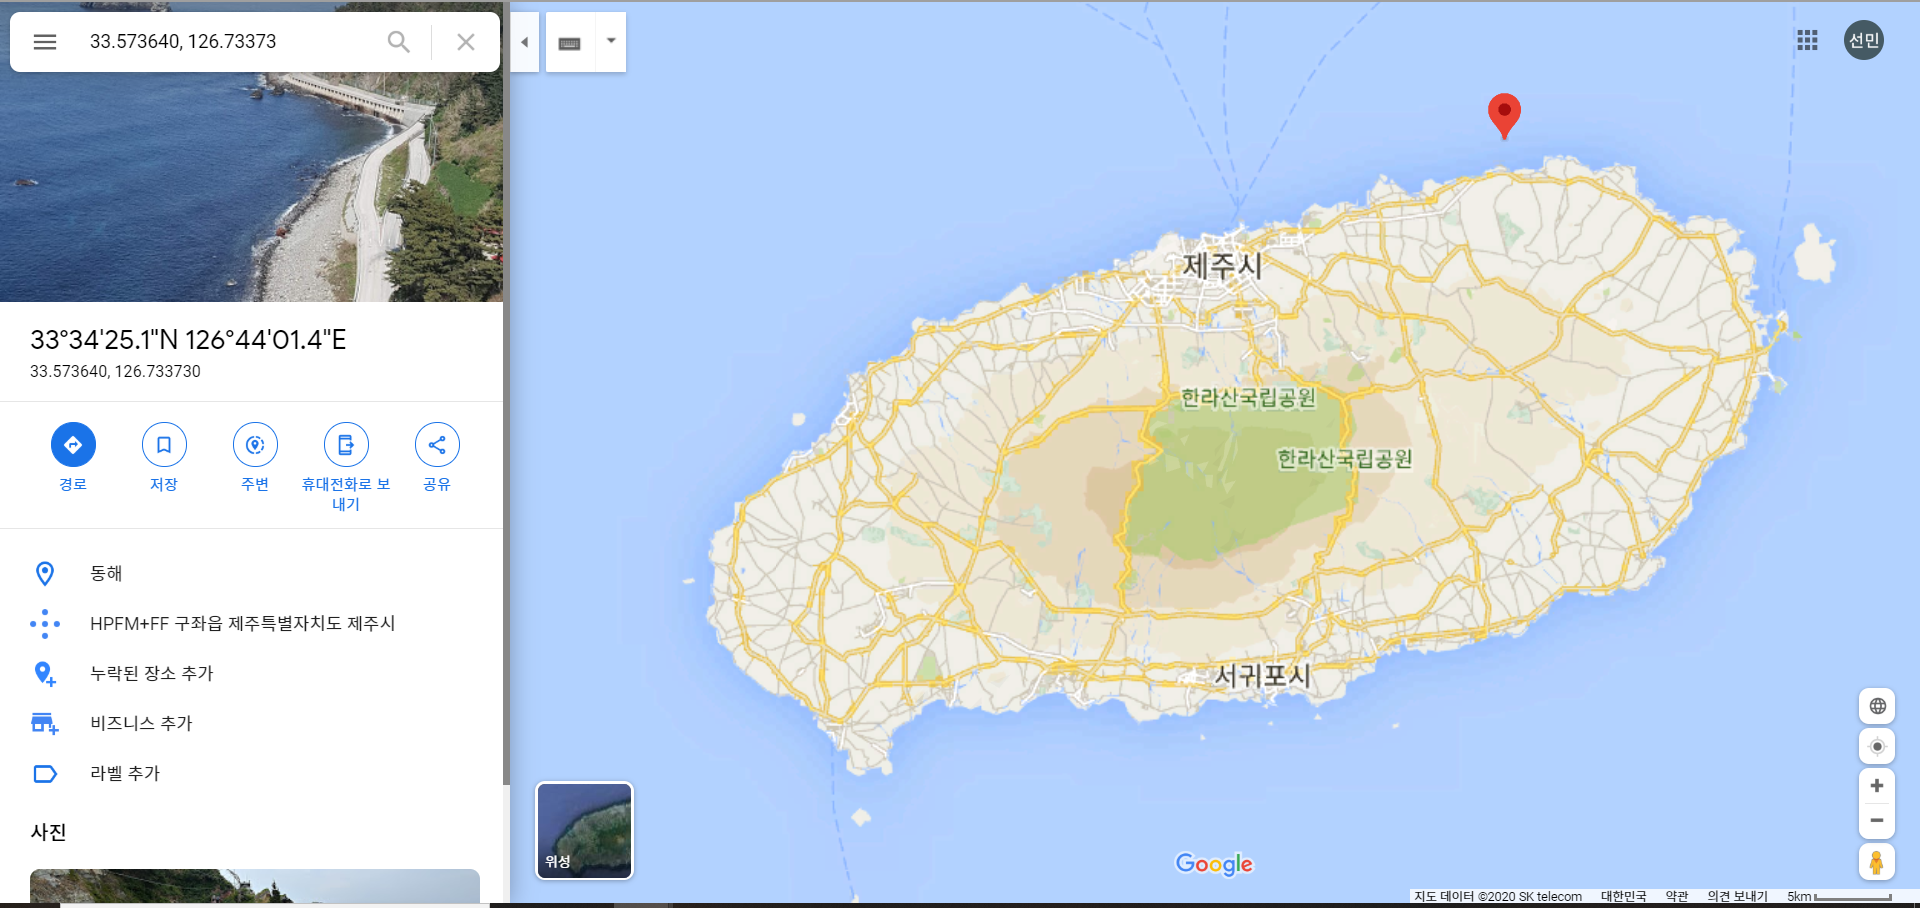 33.573640, 126.73373
선민
33°34'25.1"N 126°44'01.4"E
33.573640, 126.733730
경로
저장
주변
휴대전화로 보
내기
공유
동해
HPFM+FF 구좌읍 제주특별자치도 제주시
누락된 장소 추가
비즈니스 추가
라벨 추가
사진
제주시
한라산국립공원
한라산국립공원
서귀포시
위성
Google
지도 데이터 ©2020 SK telecom 대한민국 약관 의견 보내기 5km